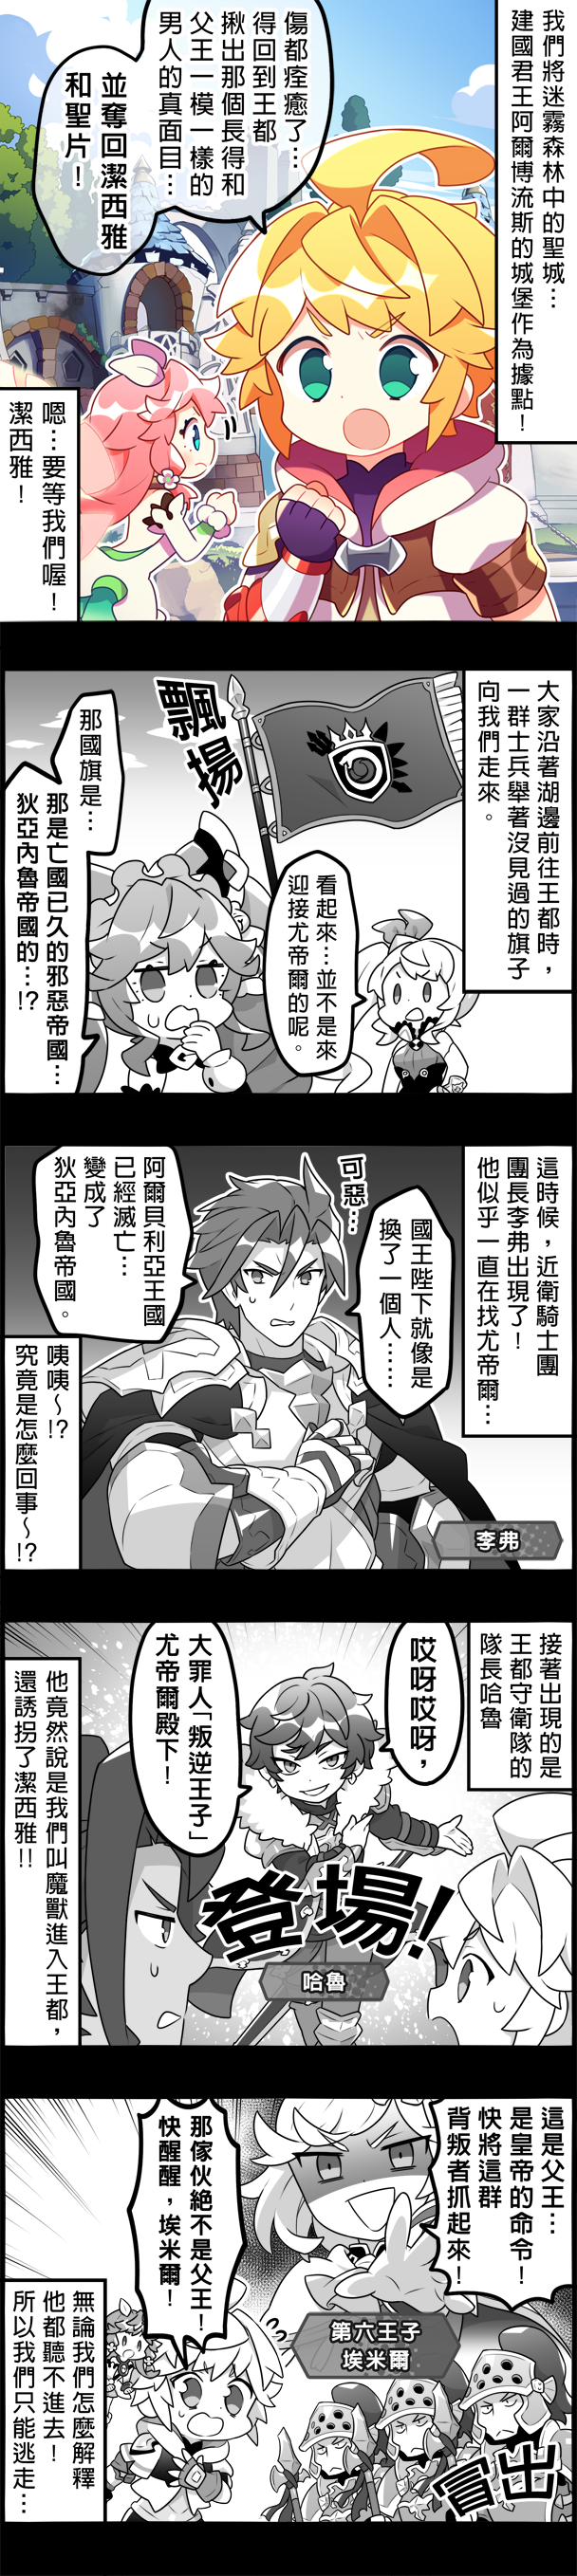 我們將迷霧森林中的聖城…
建國君王阿爾博流斯的城堡作為據點！
傷都痊癒了…
得回到王都
揪出那個長得和
父王一模一樣的
男人的真面目…
並奪回潔西雅
和聖片！
嗯…要等我們喔！
潔西雅！
大家沿著湖邊前往王都時，
一群士兵舉著沒見過的旗子
向我們走來。
飄揚
看起來…並不是來
迎接尤帝爾的呢。
那國旗是…
那是亡國已久的邪惡帝國…
狄亞內魯帝國的…!?
這時候，近衛騎士團
團長李弗出現了！
他似乎一直在找尤帝爾…
國王陛下就像是
換了一個人……
可惡…
阿爾貝利亞王國
已經滅亡…
變成了
狄亞內魯帝國。
李弗
咦咦～!?
究竟是怎麼回事～!?
接著出現的是
王都守衛隊的
隊長哈魯
哎呀哎呀，
大罪人「叛逆王子」
尤帝爾殿下！
登場！
哈魯
他竟然說是我們叫魔獸進入王都，
還誘拐了潔西雅!!
這是父王…
是皇帝的命令！
快將這群
背叛者抓起來！
那傢伙絕不是父王！
快醒醒，埃米爾！
第六王子
埃米爾
冒出
無論我們怎麼解釋
他都聽不進去！
所以我們只能逃走…